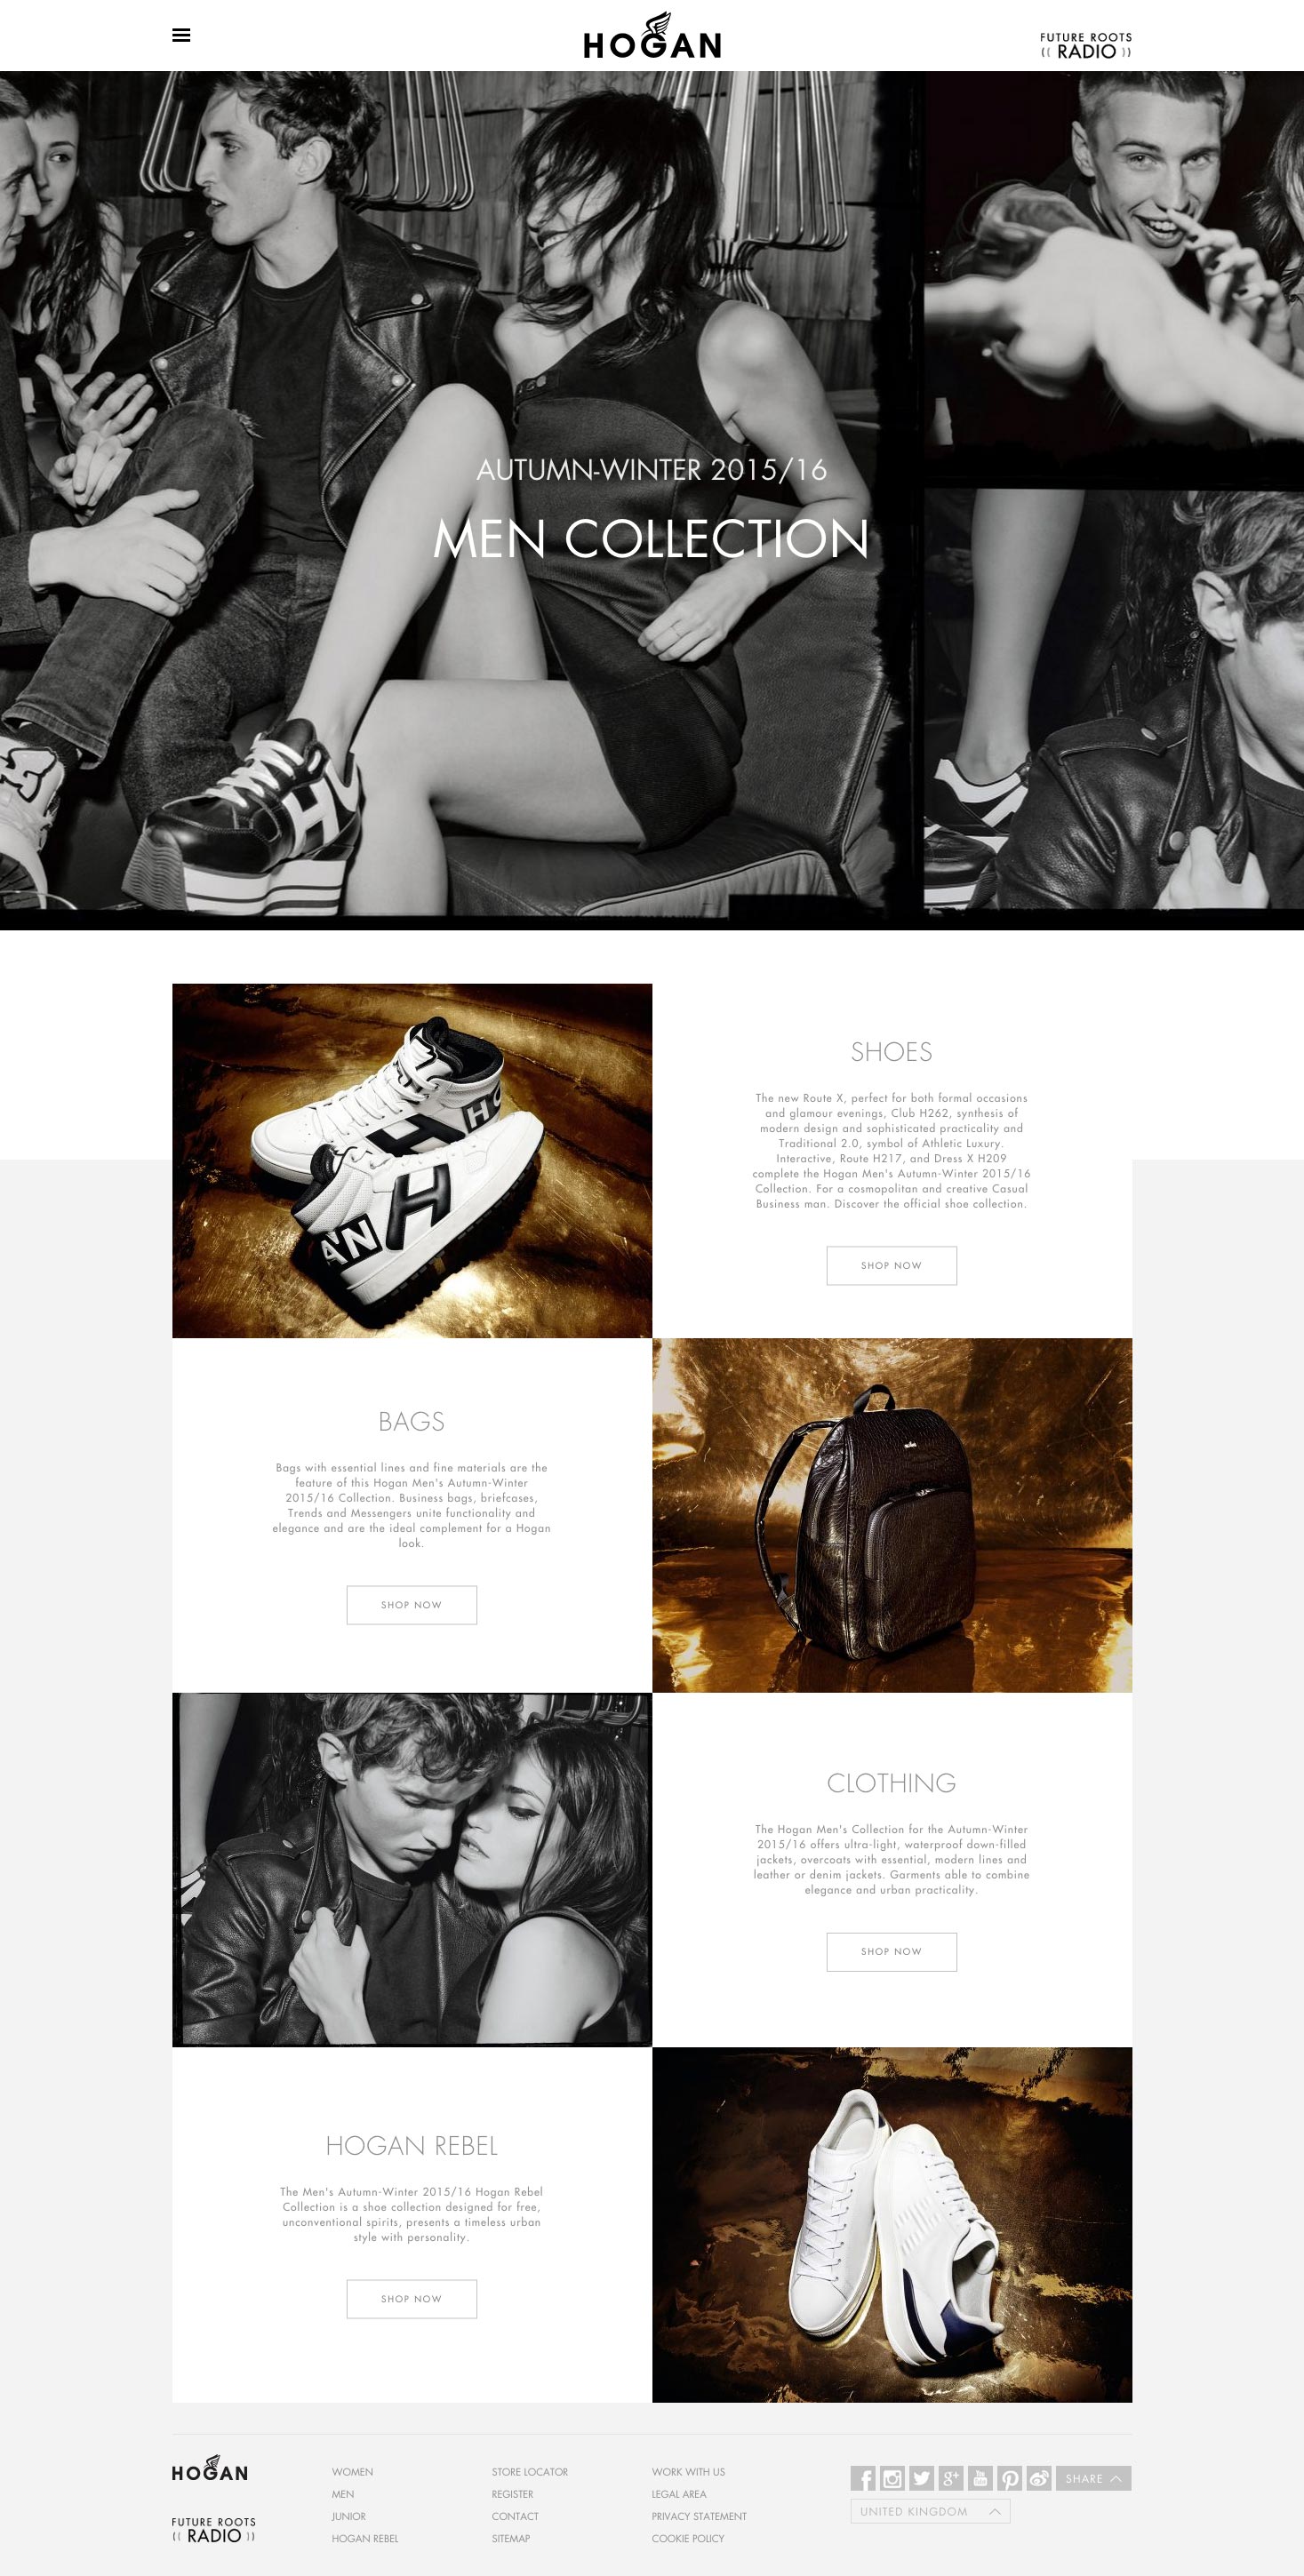 HOGAN
FUTURE ROOTS
(( RADIO ))
AUTUMN-WINTER 2015/16
MEN COLLECTION
SHOES
The new Route X, perfect for both formal occasions
and glamour evenings, Club H262, synthesis of
modern design and sophisticated practicality and
Traditional 2.0, symbol of Athletic Luxury.
Interactive, Route H217, and Dress X H209
complete the Hogan Men's Autumn-Winter 2015/16
Collection. For a cosmopolitan and creative Casual
Business man. Discover the official shoe collection.
SHOP NOW
BAGS
Bags with essential lines and fine materials are the
feature of this Hogan Men's Autumn-Winter
2015/16 Collection. Business bags, briefcases,
Trends and Messengers unite functionality and
elegance and are the ideal complement for a Hogan
look.
SHOP NOW
CLOTHING
The Hogan Men's Collection for the Autumn-Winter
2015/16 offers ultra-light, waterproof down-filled
jackets, overcoats with essential, modern lines and
leather or denim jackets. Garments able to combine
elegance and urban practicality.
SHOP NOW
HOGAN REBEL
The Men's Autumn-Winter 2015/16 Hogan Rebel
Collection is a shoe collection designed for free,
unconventional spirits, presents a timeless urban
style with personality.
SHOP NOW
HOGAN
FUTURE ROOTS
(( RADIO ))
WOMEN
MEN
JUNIOR
HOGAN REBEL
STORE LOCATOR
REGISTER
CONTACT
SITEMAP
WORK WITH US
LEGAL AREA
PRIVACY STATEMENT
COOKIE POLICY
SHARE
UNITED KINGDOM